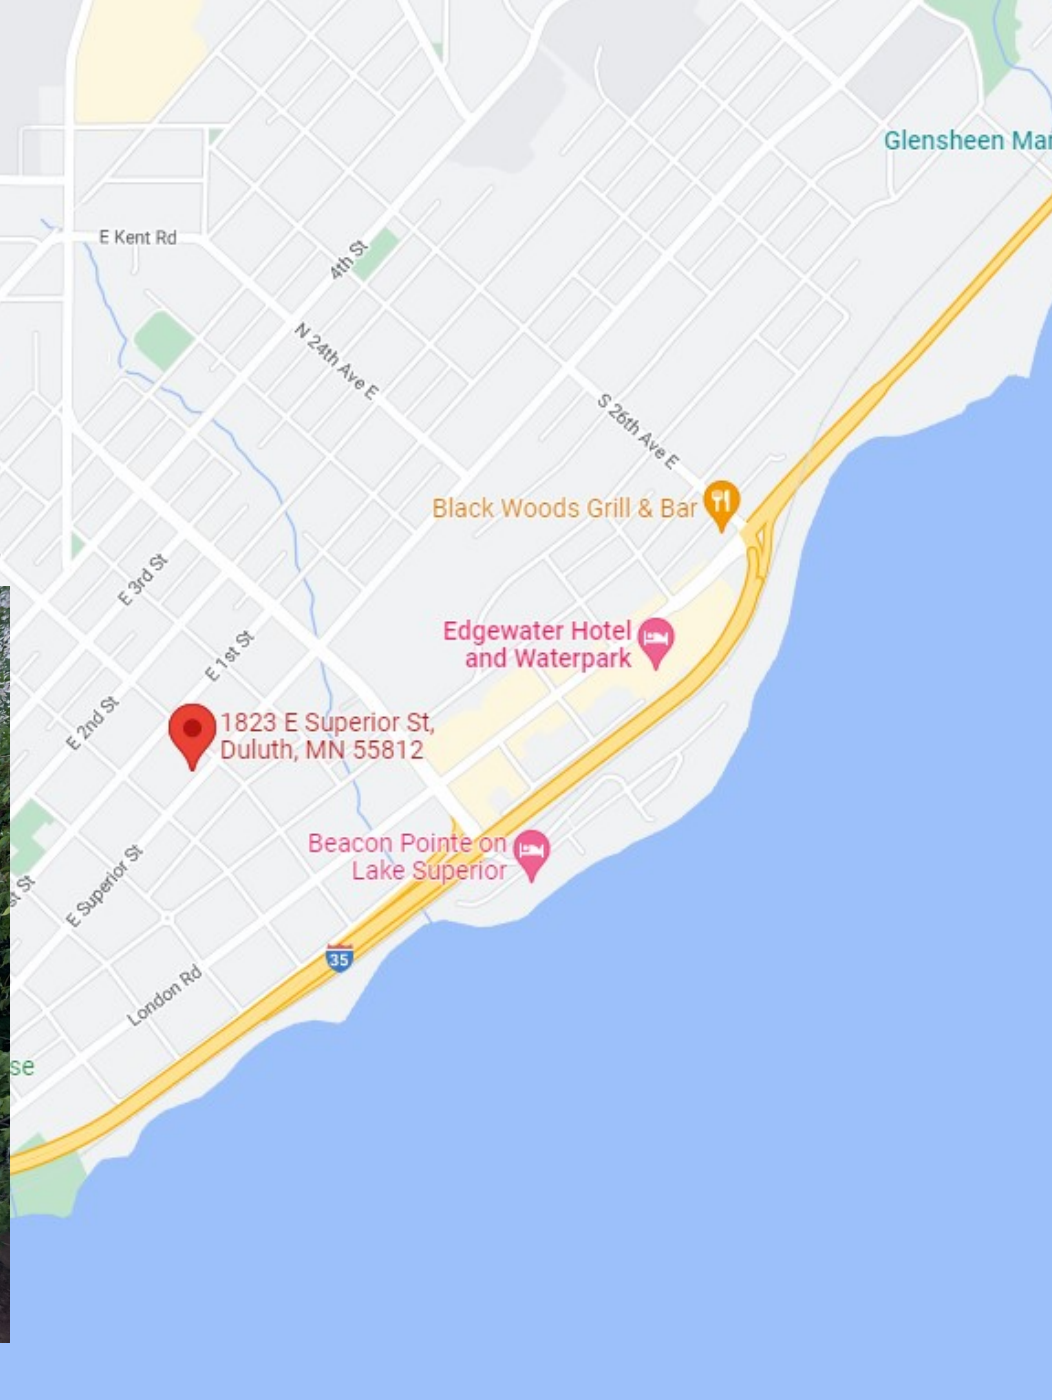 Glensheen Mar
E Kent Rd
4th St
N 24th Ave E
S 26th Ave E
Black Woods Grill & Bar
E 3rd St
Edgewater Hotel
and Waterpark
E 1st St
E 2nd St
1823 E Superior St,
Duluth, MN 55812
Beacon Pointe on
Lake Superior
E Superior St
st St
35
London Rd
se